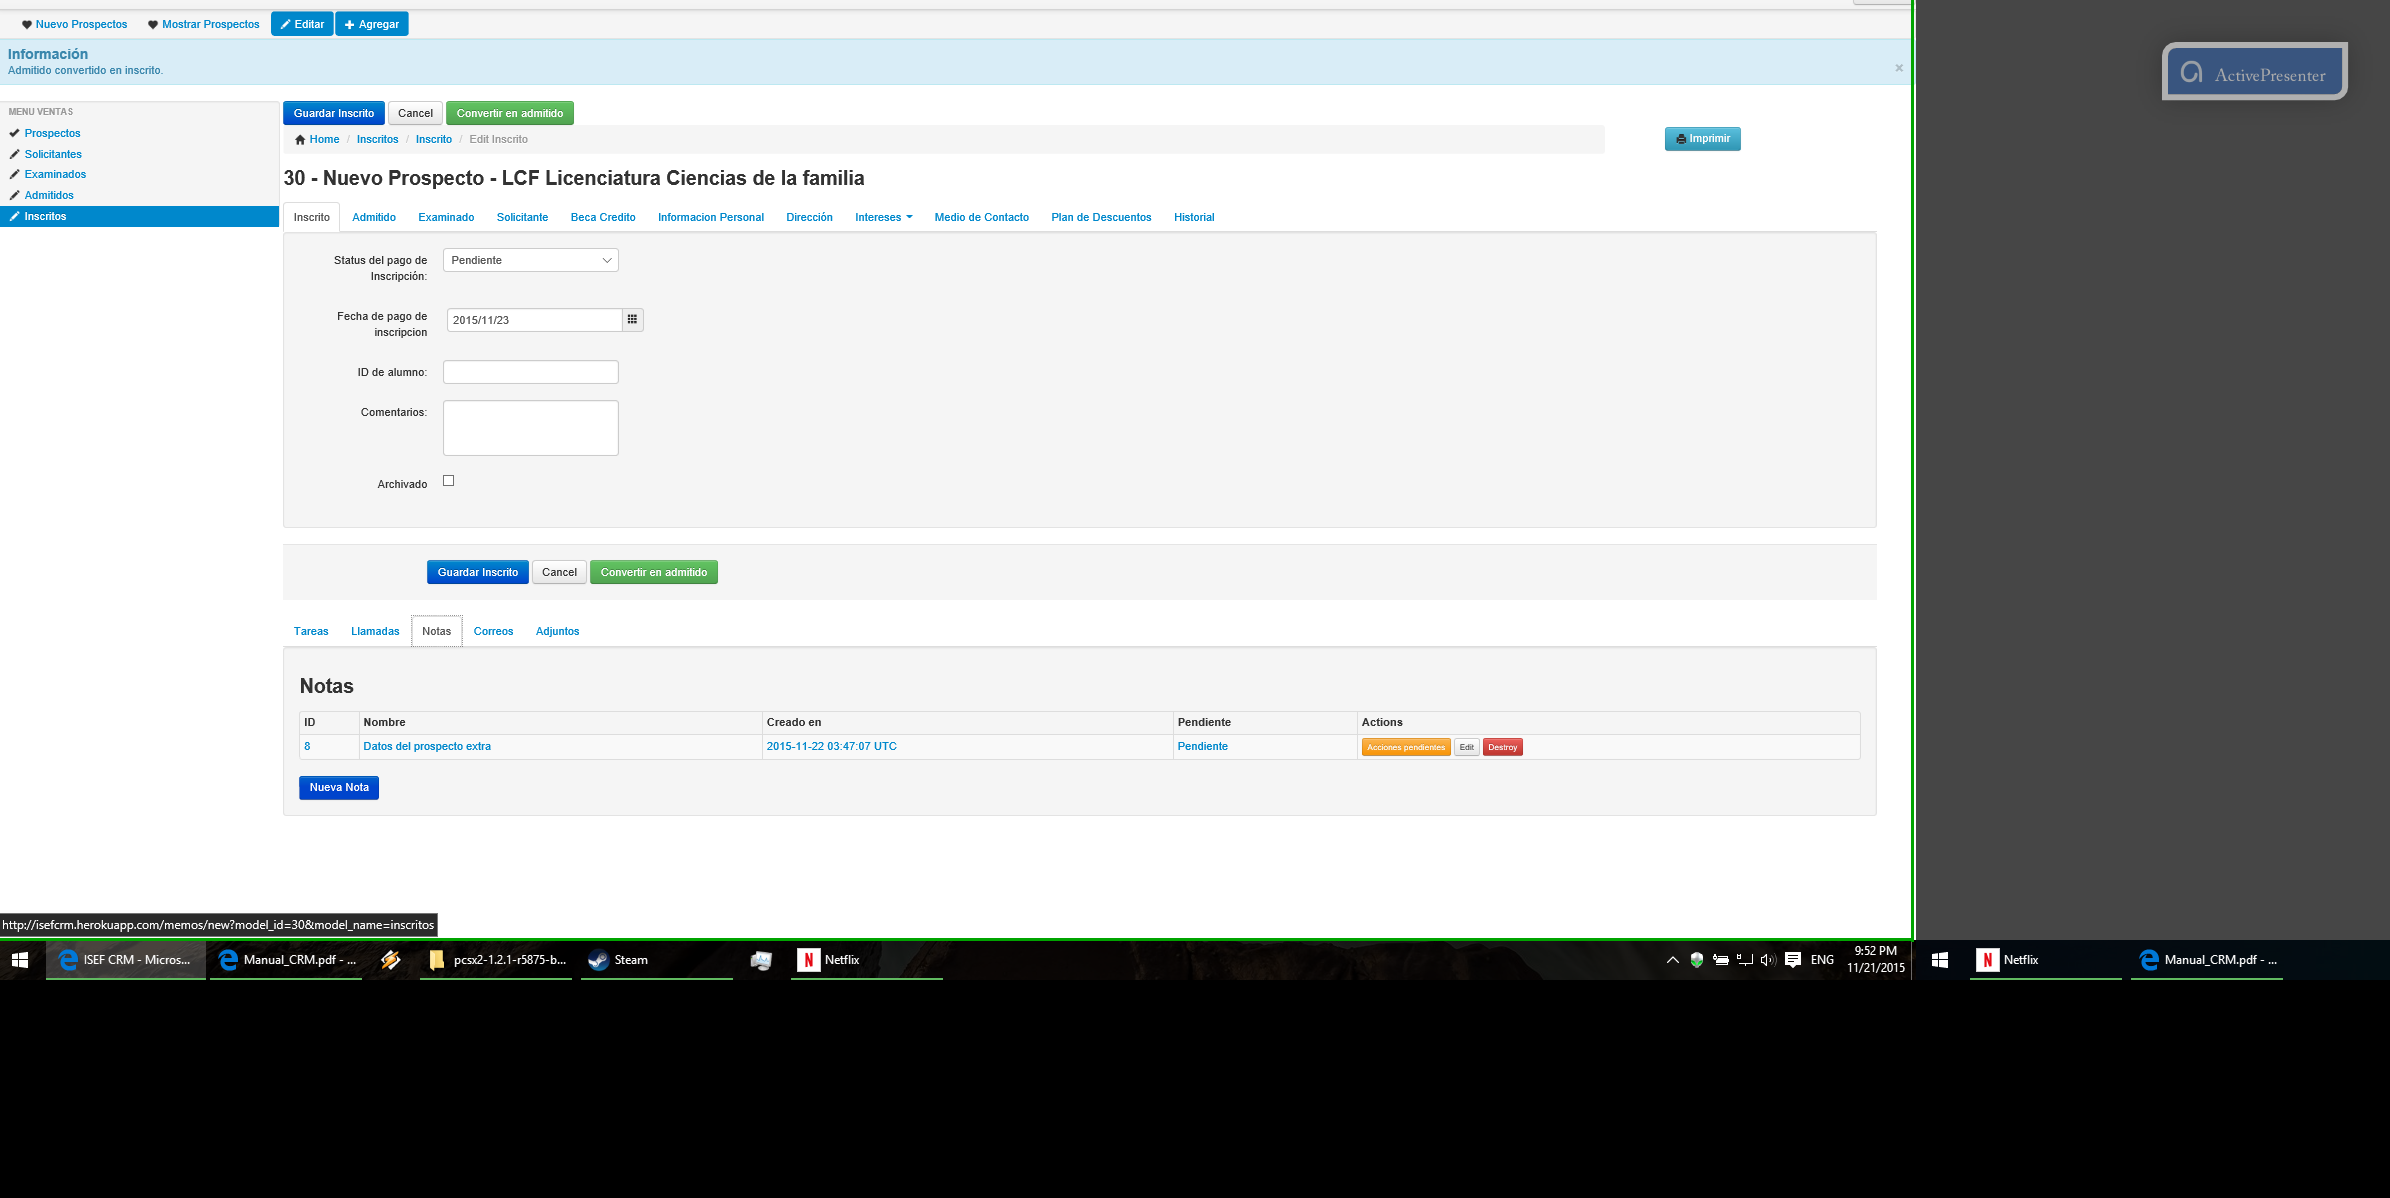 Nuevo Prospectos Mostrar Prospectos Editar Agregar
Información
Admitido convertido en inscrito.
×
ActivePresenter
MENU VENTAS
Prospectos
Solicitantes
Examinados
Admitidos
Inscritos
Guardar Inscrito Cancel Convertir en admitido
Home / Inscritos / Inscrito / Edit Inscrito
Imprimir
30 - Nuevo Prospecto - LCF Licenciatura Ciencias de la familia
Inscrito Admitido Examinado Solicitante Beca Credito Informacion Personal Dirección Intereses Medio de Contacto Plan de Descuentos Historial
Status del pago de
Inscripción:
Pendiente
Fecha de pago de
inscripcion
2015/11/23
ID de alumno:
Comentarios:
Archivado
Guardar Inscrito Cancel Convertir en admitido
Tareas Llamadas Notas Correos Adjuntos
Notas
ID Nombre Creado en Pendiente Actions
8 Datos del prospecto extra 2015-11-22 03:47:07 UTC Pendiente Acciones pendientes Edit Destroy
Nueva Nota
http://isefcrm.herokuapp.com/memos/new?model_id=30&model_name=inscritos
ISEF CRM - Micros... Manual_CRM.pdf - ... pcsx2-1.2.1-r5875-b... Steam N Netflix ENG 9:52 PM
11/21/2015
N Netflix Manual_CRM.pdf - ...